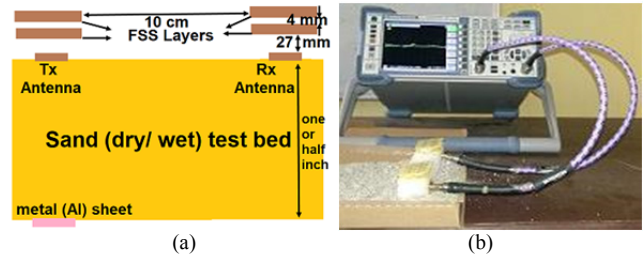 10 cm
4 mm
FSS Layers
27 mm
Tx
Antenna
Rx
Antenna
Sand (dry/ wet) test bed
one
or
half
inch
metal (Al) sheet
(a)
(b)